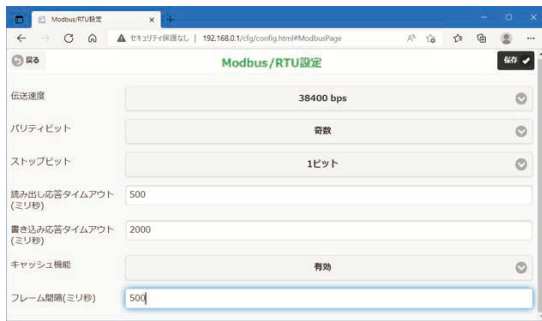 Modbus/RTU設定
セキュリティ保護なし | 192.168.0.1/cfg/config.html#ModbusPage
戻る
Modbus/RTU設定
保存
伝送速度
38400 bps
パリティビット
奇数
ストップビット
1ビット
読み出し応答タイムアウト
(ミリ秒)
500
書き込み応答タイムアウト
(ミリ秒)
2000
キャッシュ機能
有効
フレーム間隔(ミリ秒)
500